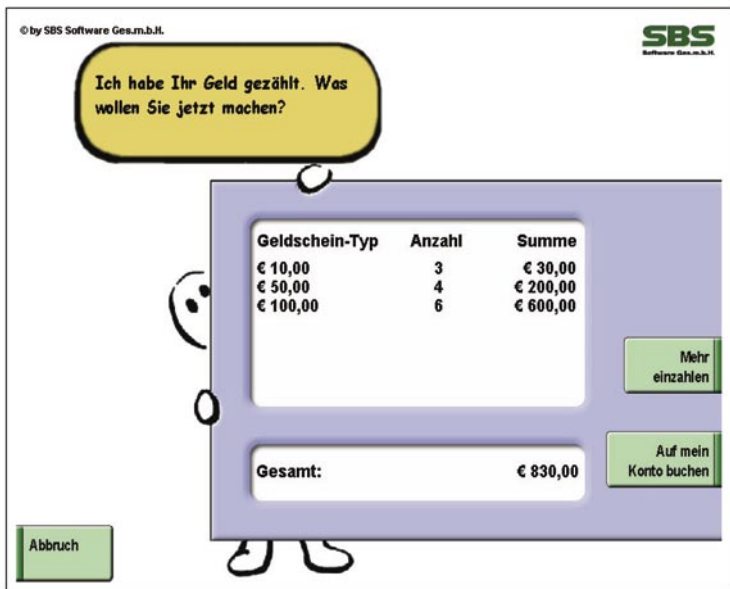 © by SBS Software Ges.m.b.H.
SBS
Software Ges.m.b.H.
Ich habe Ihr Geld gezählt. Was
wollen Sie jetzt machen?
Geldschein-Typ Anzahl Summe
€ 10,00 3 € 30,00
€ 50,00 4 € 200,00
€ 100,00 6 € 600,00
Mehr
einzahlen
Gesamt: € 830,00
Auf mein
Konto buchen
Abbruch